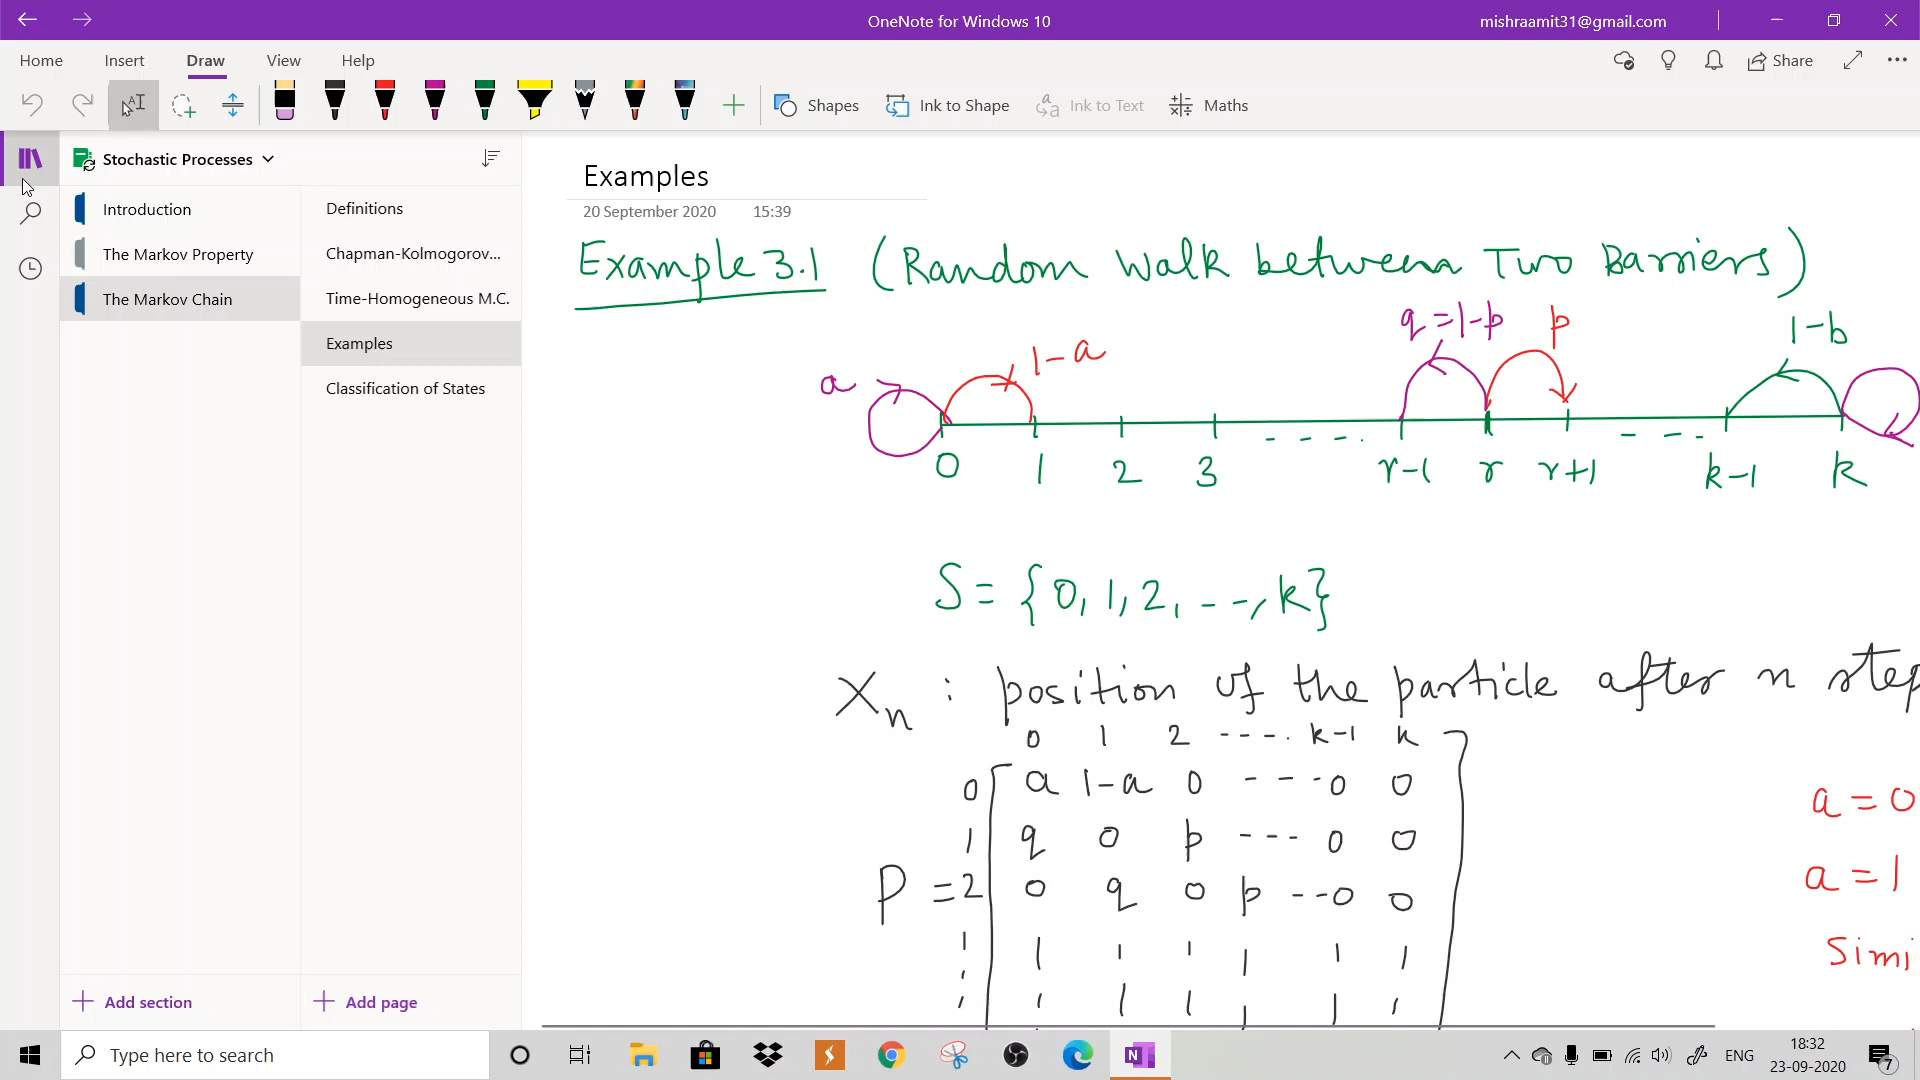 OneNote for Windows 10
mishraamit31@gmail.com
Home Insert Draw View Help
Share
Shapes Ink to Shape Ink to Text Maths
Stochastic Processes
Introduction
The Markov Property
The Markov Chain
Definitions
Chapman-Kolmogorov...
Time-Homogeneous M.C.
Examples
Classification of States
Add section
Add page
Examples
20 September 2020 15:39
Example 3.1 (Random Walk between Two Barriers)
q = 1-p p 1-b
a 1-a
0 1 2 3 - - - - . r-1 r r+1 - - - . k-1 k
S = {0, 1, 2, - - -, k}
Xn : position of the particle after n step
0 1 2 ----. k-1 k
0 a 1-a 0 - - - 0 0
1 q 0 p - - - 0 0
P = 2 0 q 0 p - - 0 0
a = 0
a = 1
Simi
Type here to search
ENG
18:32
23-09-2020
7